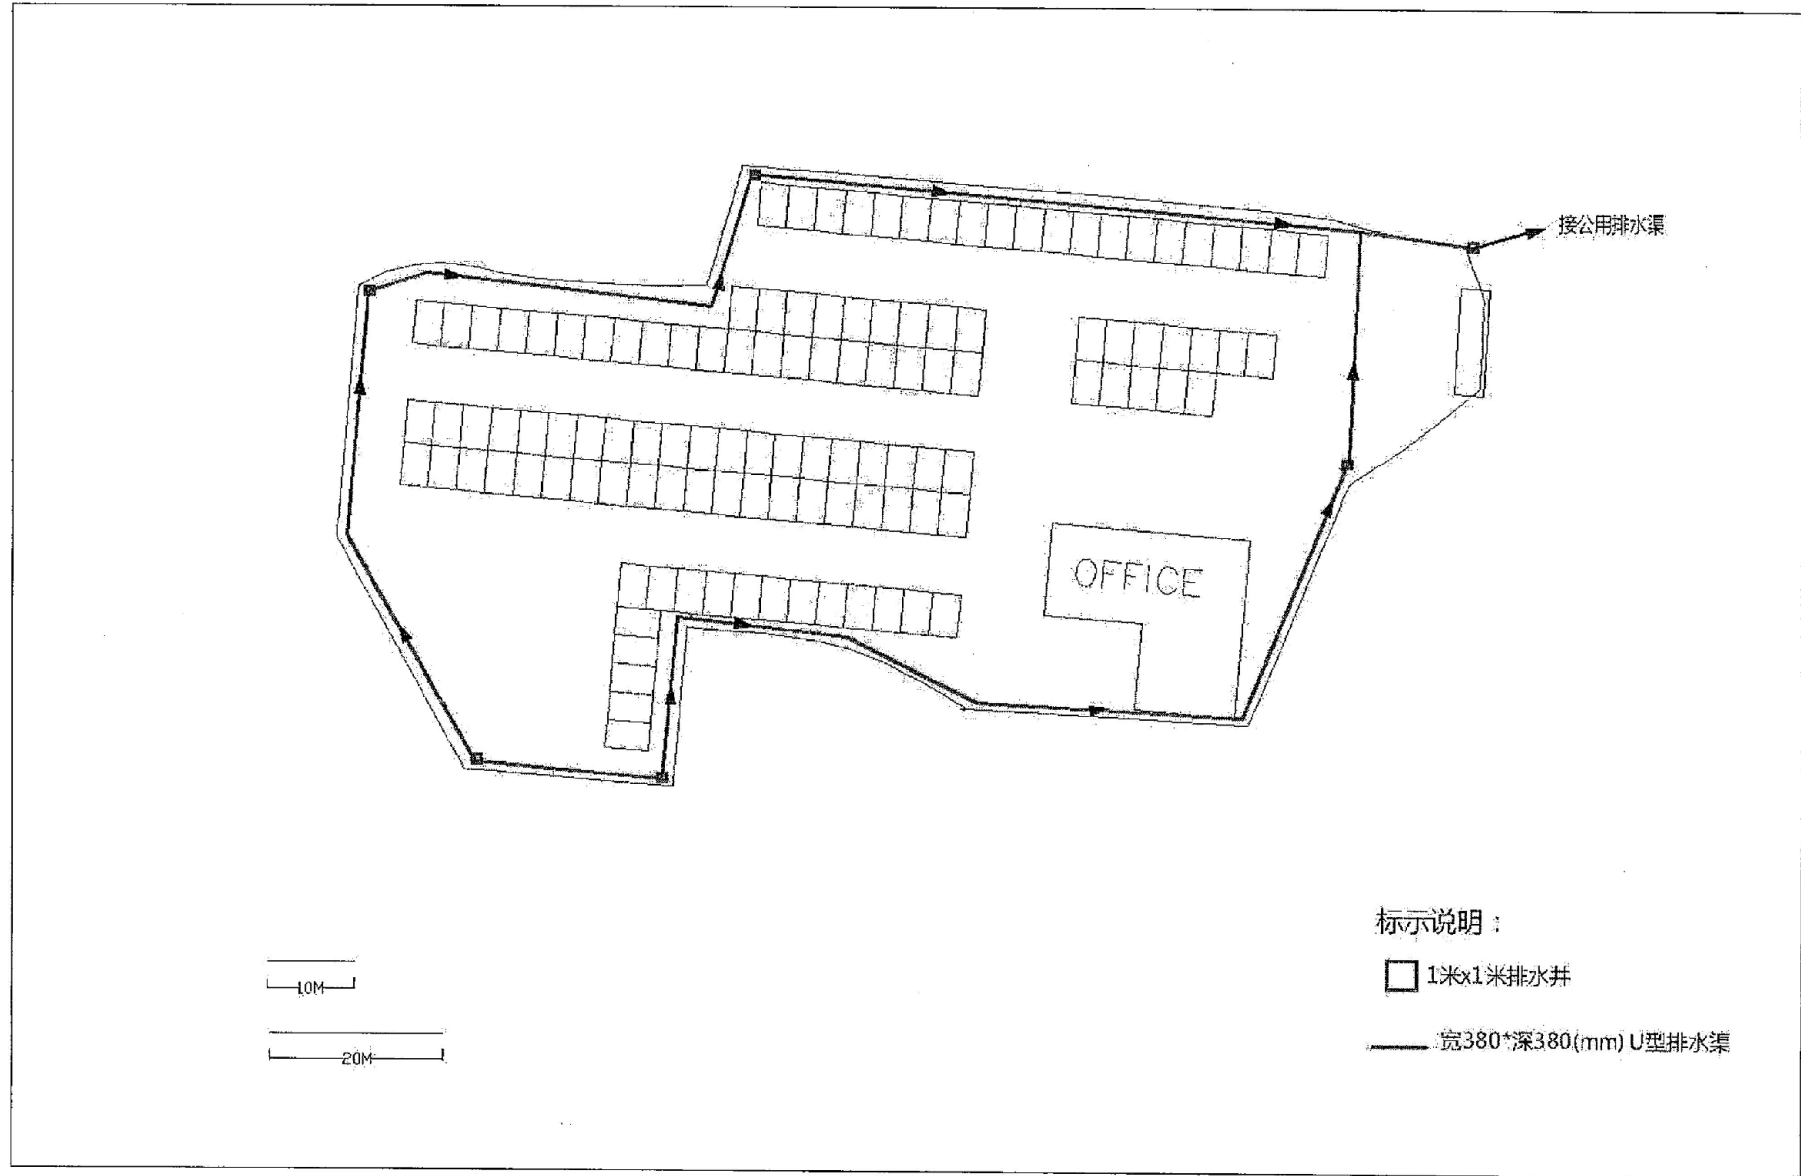 接公用排水渠
OFFICE
标示说明：
1米x1米排水井
10M
宽380*深380(mm) U型排水渠
20M